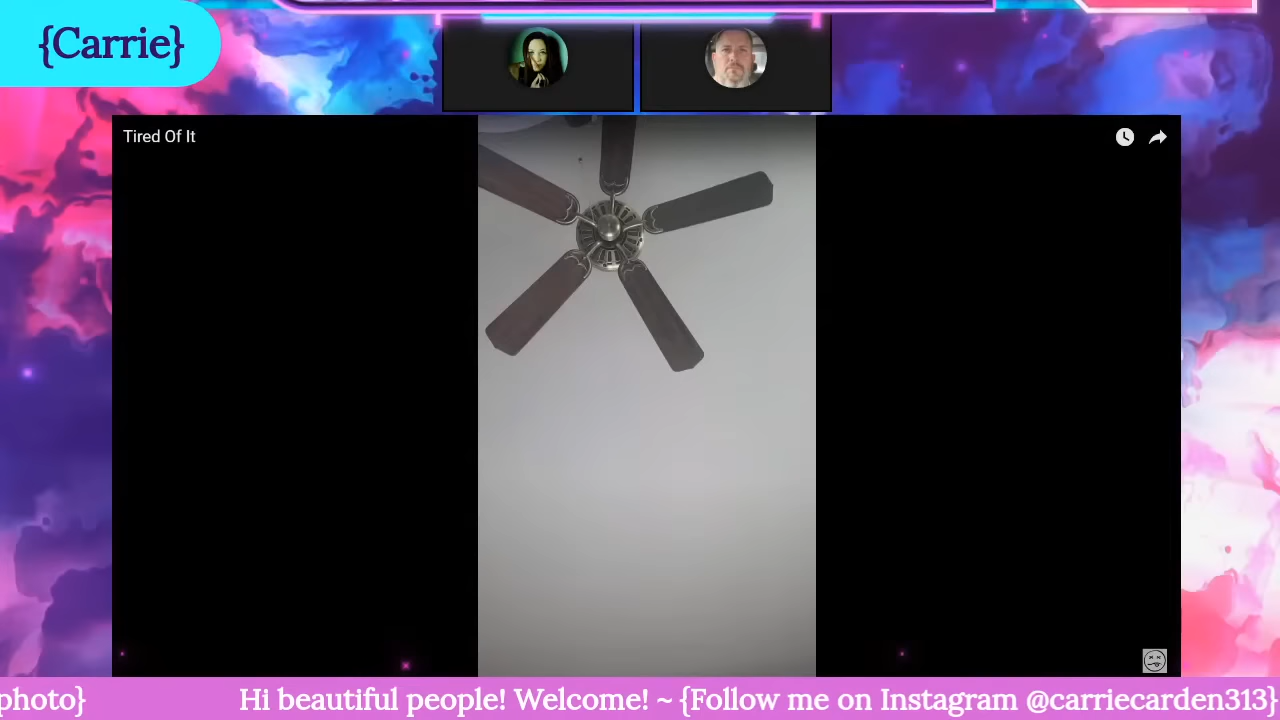 {Carrie}
Tired Of It
photo} Hi beautiful people! Welcome! ~ {Follow me on Instagram @carriecarden313}